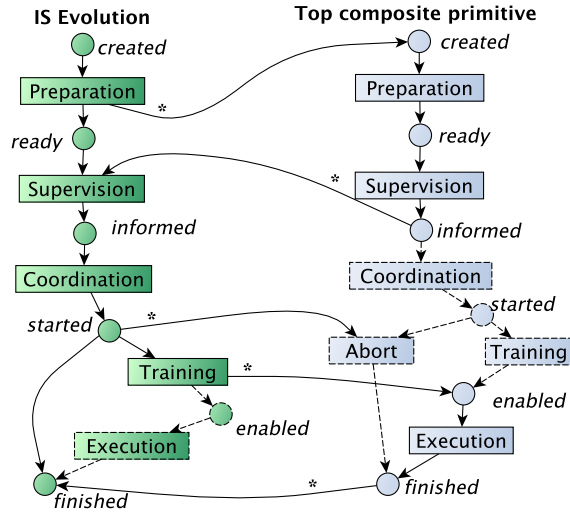 IS Evolution
Top composite primitive
created
created
Preparation
*
Preparation
ready
ready
Supervision
*
Supervision
informed
informed
Coordination
Coordination
started
*
started
Abort
Training
Training
*
enabled
enabled
Execution
Execution
finished
*
finished